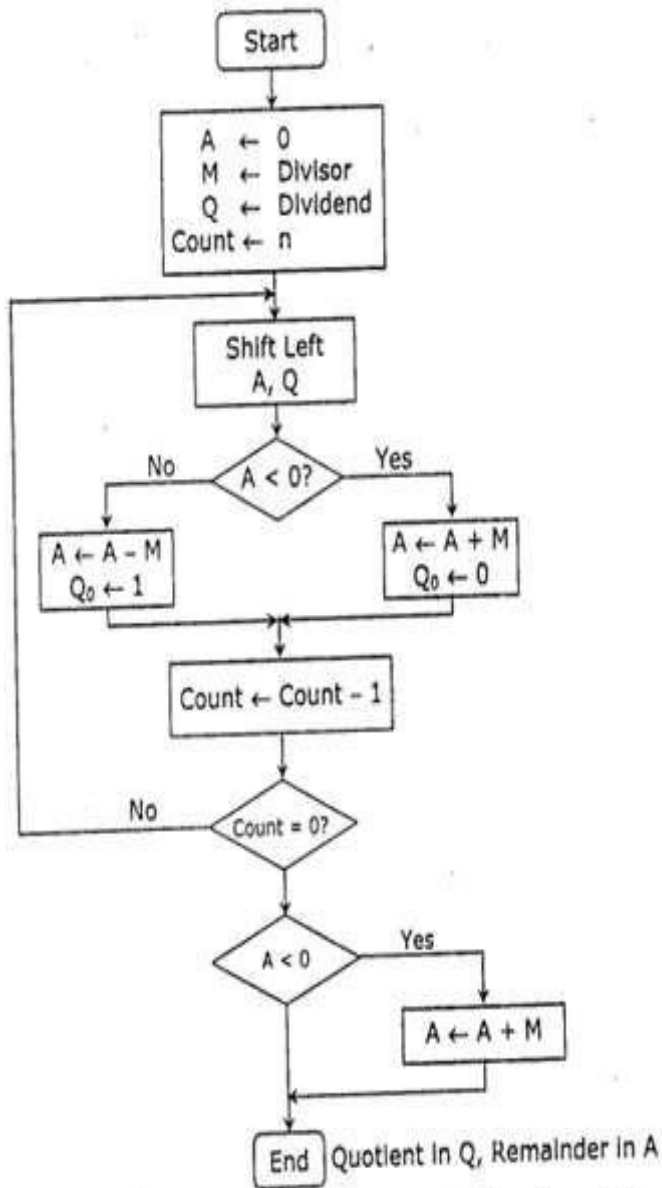 Start
A ← 0
M ← Divisor
Q ← Dividend
Count ← n
Shift Left
A, Q
No
A < 0?
Yes
A ← A – M
Q₀ ← 1
A ← A + M
Q₀ ← 0
Count ← Count – 1
No
Count = 0?
A < 0
Yes
A ← A + M
End
Quotient in Q, Remainder in A